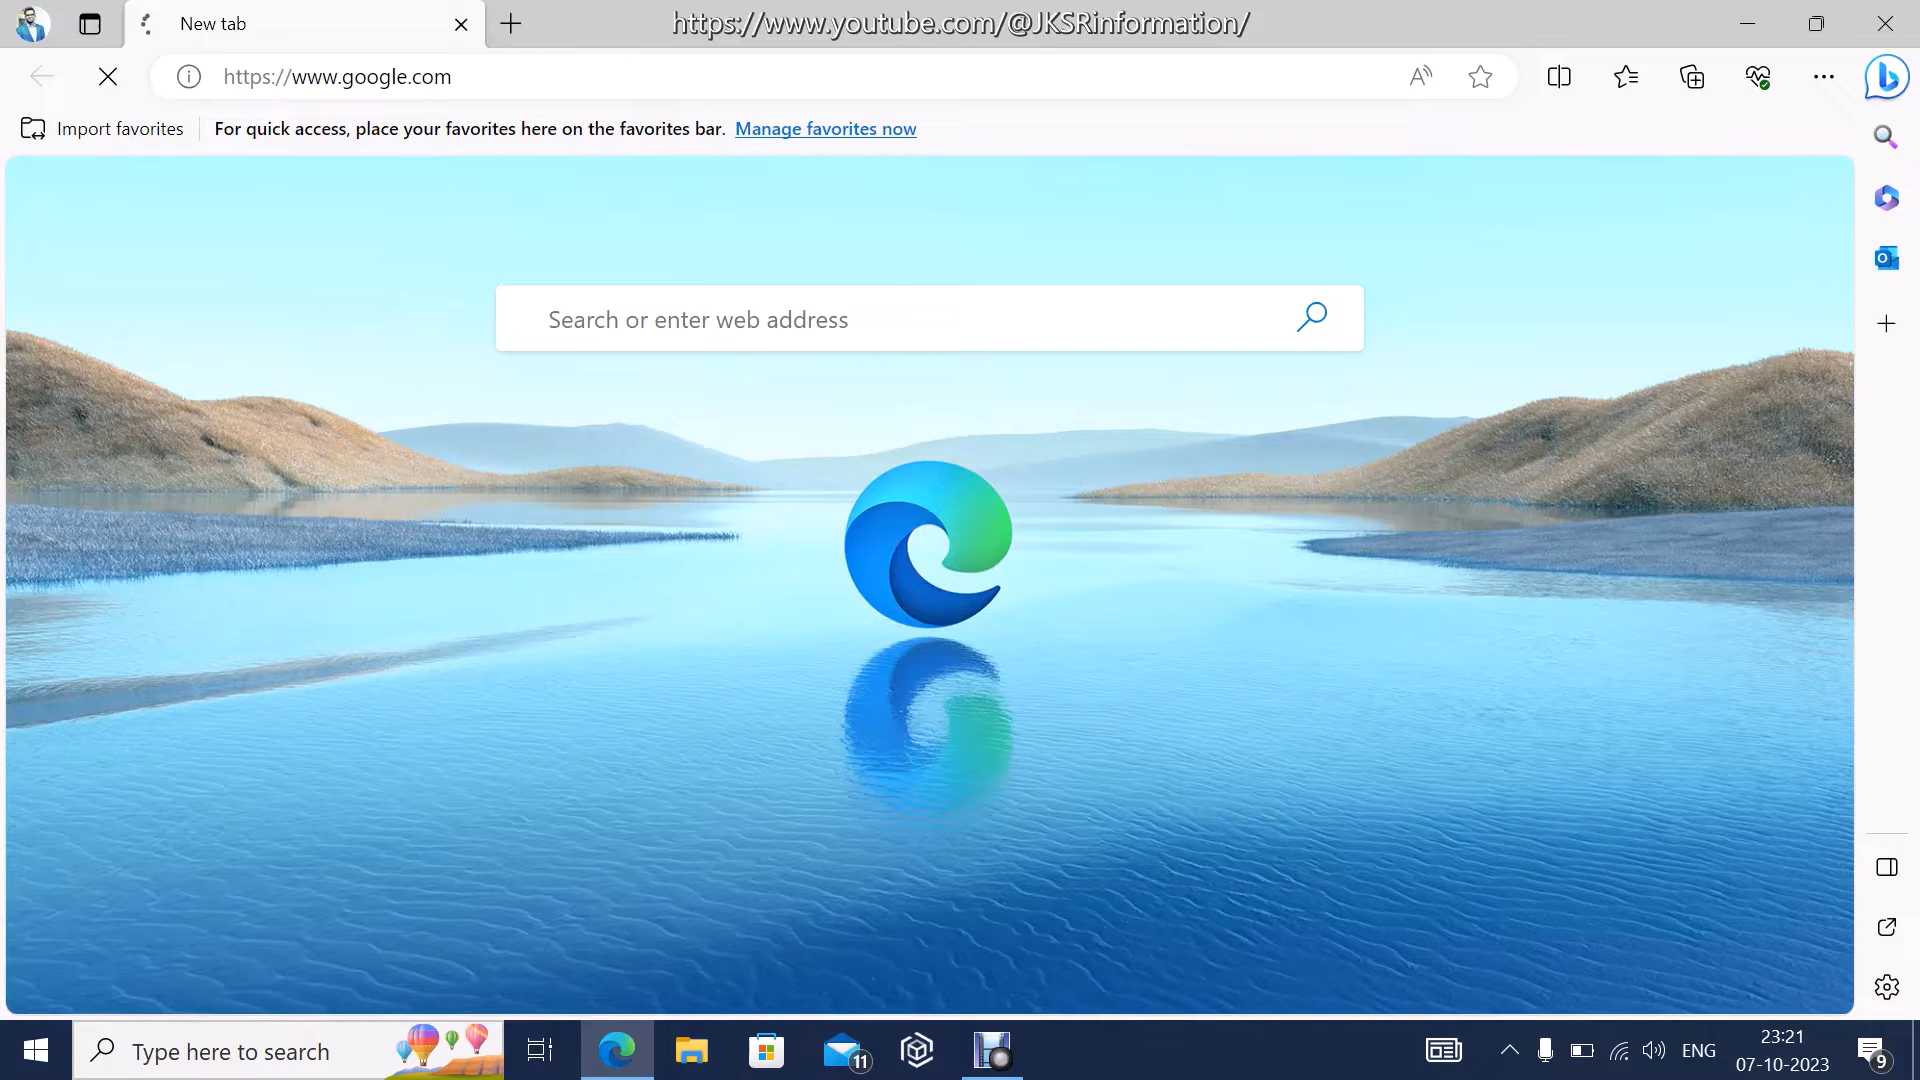 New tab
https://www.youtube.com/@JKSRinformation/
https://www.google.com
Import favorites
For quick access, place your favorites here on the favorites bar. Manage favorites now
Search or enter web address
Type here to search
11
ENG
23:21
07-10-2023
9